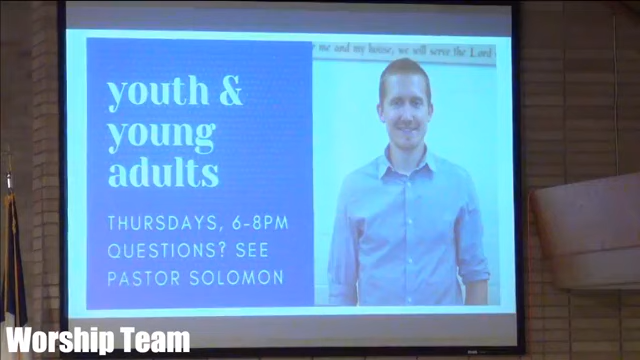 me and my house, we will serve the Lord
youth &
young
adults
THURSDAYS, 6-8PM
QUESTIONS? SEE
PASTOR SOLOMON
Worship Team